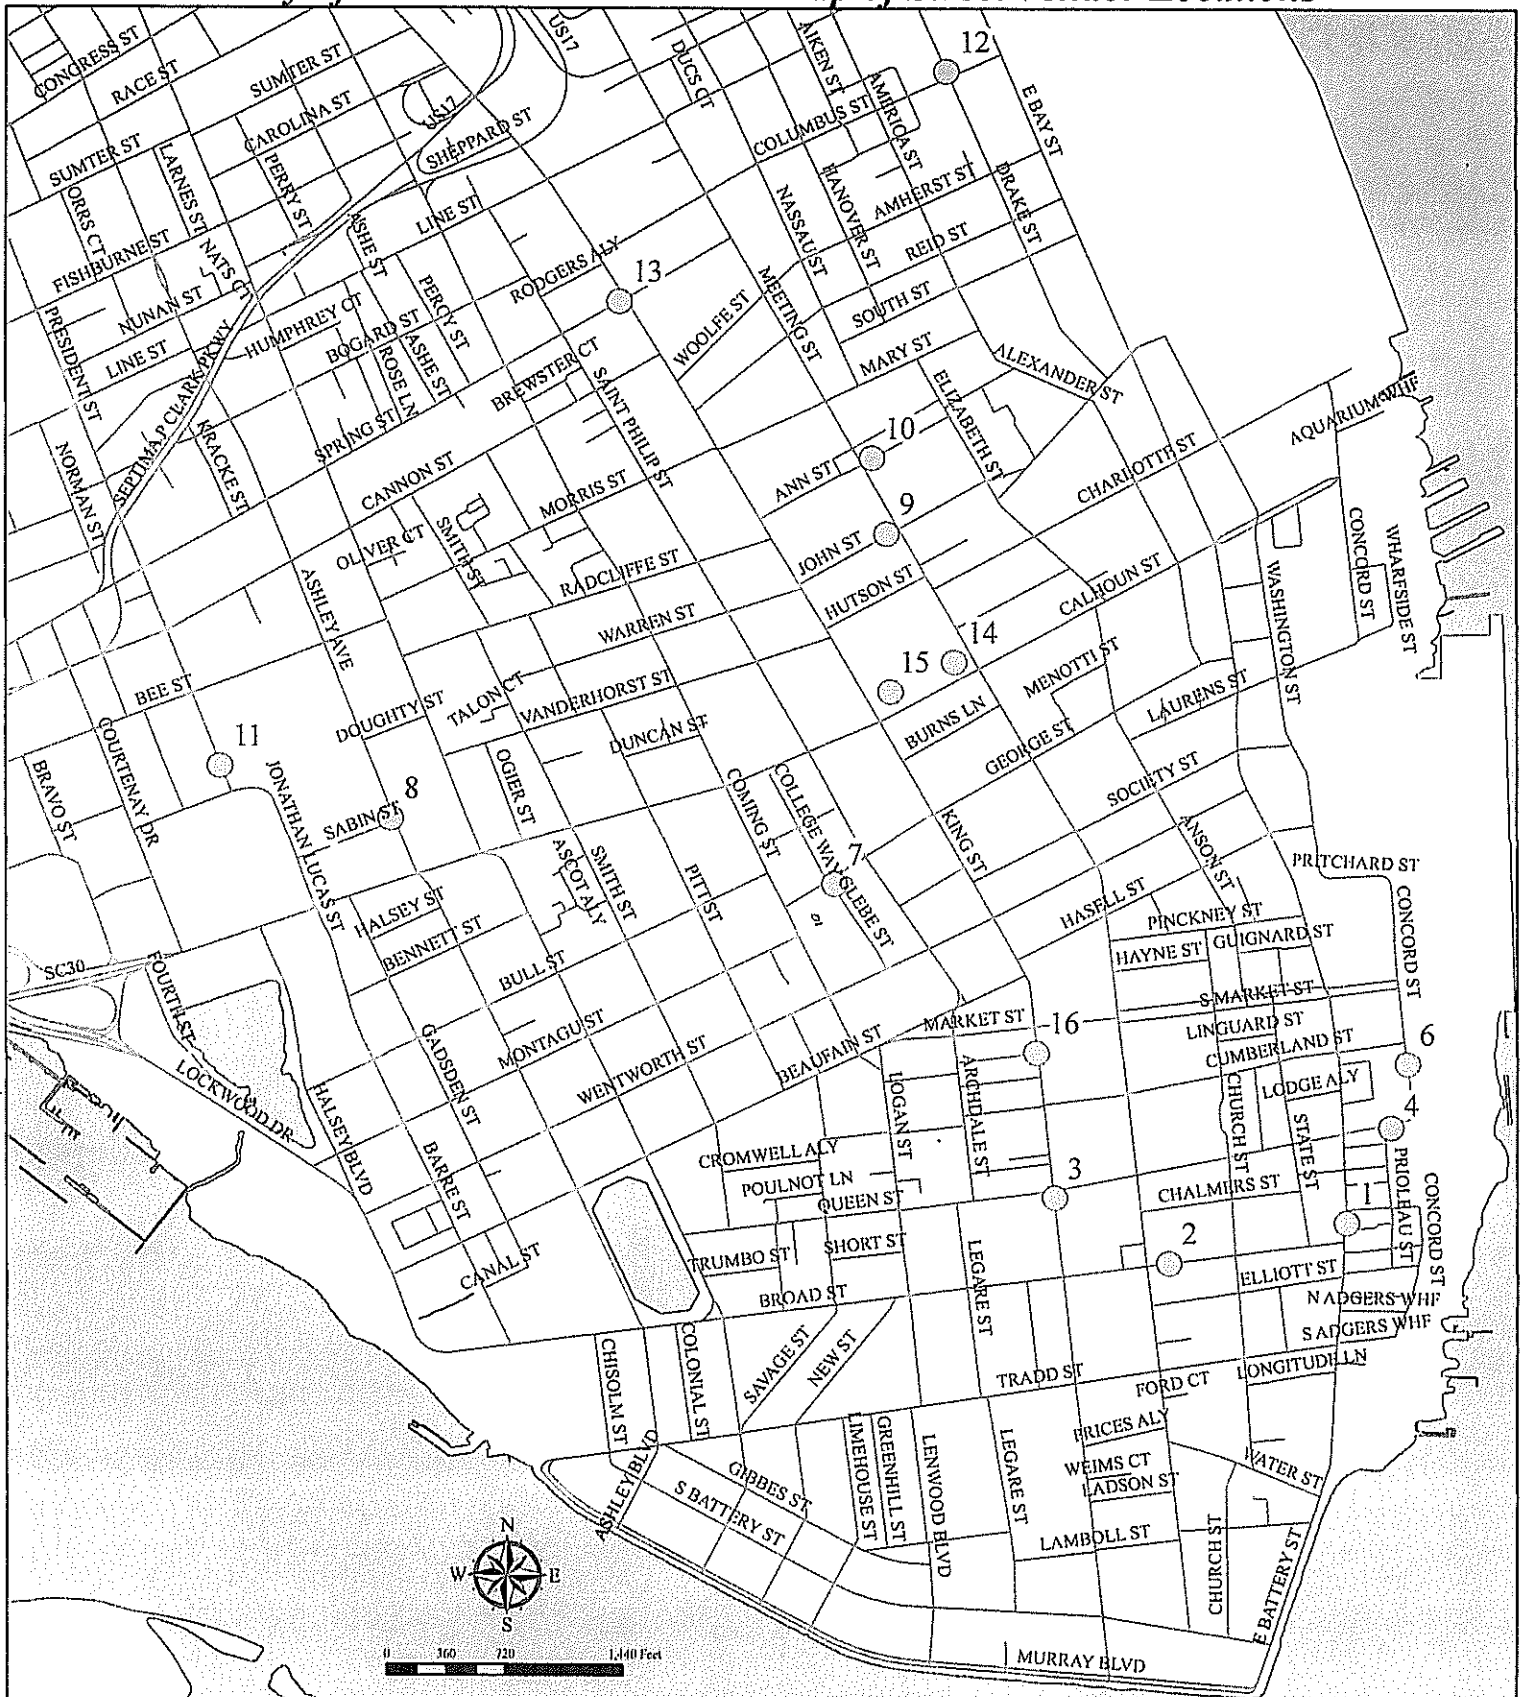 US17
CONGRESS ST
RACE ST
SUMTER ST
DUCS CT
AIKEN ST
12
AMERICA ST
E BAY ST
CAROLINA ST
US17
SHEPPARD ST
COLUMBUS ST
SUMTER ST
LARNES ST
PERRY ST
HANOVER ST
AMHERST ST
DRAKE ST
ORRS CT
LINE ST
ASHE ST
NASSAU ST
REID ST
FISHBURNE ST
NATS CT
RODGERS ALY
13
MEETING ST
NUNAN ST
PERCY ST
SOUTH ST
PRESIDENT ST
HUMPHREY CT
BOGARD ST
WOOLFE ST
LINE ST
ROSE LN
ASHE ST
BREWSTER CT
MARY ST
ALEXANDER ST
SAINT PHILIP ST
ELIZABETH ST
SEPTIMA P CLARK PKWY
KRACKE ST
SPRING ST
AQUARIUM WHF
NORMAN ST
CANNON ST
10
CHARLOTTE ST
MORRIS ST
ANN ST
9
OLIVER CT
SMITH ST
JOHN ST
CONCORD ST
WHARFSIDE ST
RADCLIFFE ST
HUTSON ST
CALHOUN ST
WASHINGTON ST
ASHLEY AVE
WARREN ST
14
15
MENOTTI ST
BEE ST
TALON CT
VANDERHORST ST
LAURENS ST
DOUGHTY ST
BURNS LN
COURTENAY DR
11
DUNCAN ST
GEORGE ST
BRAVO ST
JONATHAN LUCAS ST
8
OGIER ST
COMING ST
COLLEGE WAY
SOCIETY ST
SABIN ST
KING ST
ANSON ST
ASCOT ALY
SMITH ST
7
PRITCHARD ST
PITT ST
GLEBE ST
HALSEY ST
HASELL ST
CONCORD ST
BENNETT ST
PINCKNEY ST
GUIGNARD ST
HAYNE ST
SC30
BULL ST
FOURTH ST
S MARKET ST
MARKET ST
16
LINGUARD ST
GADSDEN ST
MONTAGU ST
CUMBERLAND ST
6
WENTWORTH ST
BEAUFAIN ST
LOCKWOOD DR
LOGAN ST
ARCHDALE ST
CHURCH ST
LODGE ALY
HALSEY BLVD
4
STATE ST
BARRE ST
CROMWELL ALY
PRIOLEAU ST
POULNOT LN
3
CONCORD ST
QUEEN ST
CHALMERS ST
1
TRUMBO ST
SHORT ST
2
CANAL ST
LEGARE ST
ELLIOTT ST
BROAD ST
N ADGERS WHF
S ADGERS WHF
CHISOLM ST
COLONIAL ST
SAVAGE ST
NEW ST
TRADD ST
LONGITUDE LN
FORD CT
PRICES ALY
LIMEHOUSE ST
GREENHILL ST
LENWOOD BLVD
LEGARE ST
ASHLEY BLVD
GIBBES ST
WEIMS CT
WATER ST
S BATTERY ST
LADSON ST
LAMBOLL ST
CHURCH ST
E BATTERY ST
N
W
E
S
0 360 720 1,440 Feet
MURRAY BLVD